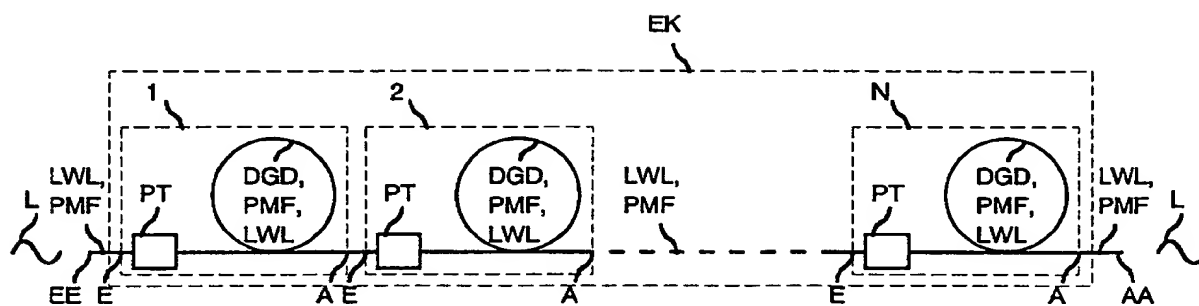 EK
1
2
N
LWL,
PMF
L
PT
DGD,
PMF,
LWL
PT
DGD,
PMF,
LWL
LWL,
PMF
PT
DGD,
PMF,
LWL
LWL,
PMF
L
EE
E
A
E
A
E
A
AA